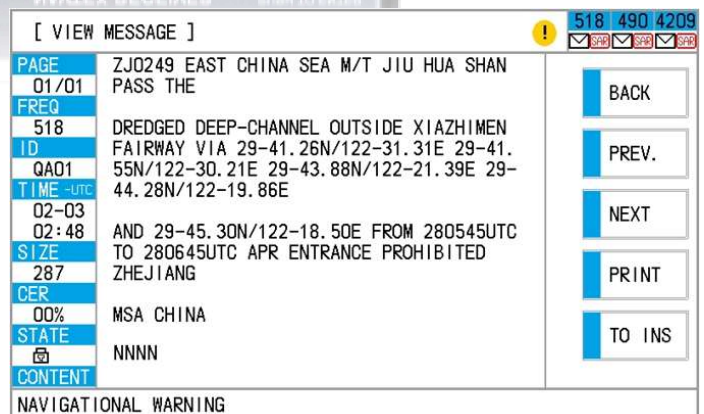 [ VIEW MESSAGE ]
!
518 490 4209
SAR SAR SAR
PAGE
01/01
FREQ
518
ID
QA01
TIME -UTC
02-03
02:48
SIZE
287
CER
00%
STATE
CONTENT
ZJ0249 EAST CHINA SEA M/T JIU HUA SHAN
PASS THE
DREDGED DEEP-CHANNEL OUTSIDE XIAZHIMEN
FAIRWAY VIA 29-41.26N/122-31.31E 29-41.
55N/122-30.21E 29-43.88N/122-21.39E 29-
44.28N/122-19.86E
AND 29-45.30N/122-18.50E FROM 280545UTC
TO 280645UTC APR ENTRANCE PROHIBITED
ZHEJIANG
MSA CHINA
NNNN
BACK
PREV.
NEXT
PRINT
TO INS
NAVIGATIONAL WARNING